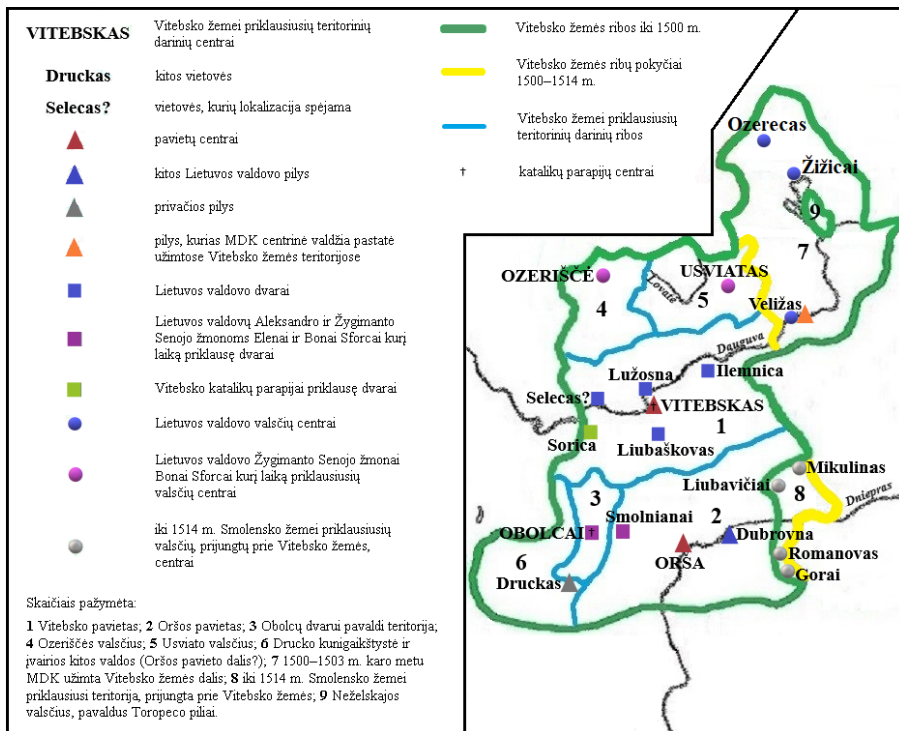 VITEBSKAS
Vitebsko žemei priklausiusių teritorinių
darinių centrai
Druckas
kitos vietovės
Selecas?
vietovės, kurių lokalizacija spėjama
pavietų centrai
kitos Lietuvos valdovo pilys
privačios pilys
pilys, kurias MDK centrinė valdžia pastatė
užimtose Vitebsko žemės teritorijose
Lietuvos valdovo dvarai
Lietuvos valdovų Aleksandro ir Žygimanto
Senojo žmonoms Elenai ir Bonai Sforcai kurį
laiką priklausę dvarai
Vitebsko katalikų parapijai priklausę dvarai
Lietuvos valdovo valsčių centrai
Lietuvos valdovo Žygimanto Senojo žmonai
Bonai Sforcai kurį laiką priklausiusių
valsčių centrai
iki 1514 m. Smolensko žemei priklausiusių
valsčių, prijungtų prie Vitebsko žemės,
centrai
Vitebsko žemės ribos iki 1500 m.
Vitebsko žemės ribų pokyčiai
1500–1514 m.
Vitebsko žemei priklausiusių
teritorinių darinių ribos
† katalikų parapijų centrai
Skaičiais pažymėta:
1 Vitebsko pavietas; 2 Oršos pavietas; 3 Obolcų dvarui pavaldi teritorija;
4 Ozeriščės valsčius; 5 Usviato valsčius; 6 Drucko kunigaikštystė ir
įvairios kitos valdos (Oršos pavieto dalis?); 7 1500–1503 m. karo metu
MDK užimta Vitebsko žemės dalis; 8 iki 1514 m. Smolensko žemei
priklausiusi teritorija, prijungta prie Vitebsko žemės; 9 Neželskajos
valsčius, pavaldus Toropeco piliai.
Ozerecas
Žižicai
9
7
OZERIŠČĖ
4
Lovatė
USVIATAS
5
Veližas
Dauguva
Ilemnica
Lužosna
Selecas?
† VITEBSKAS
1
Sorica
Liubaškovas
Mikulinas
Liubavičiai
8
Dniepras
3
Smolnianai
2
OBOLCAI †
Dubrovna
ORŠA
Romanovas
6
Gorai
Druckas